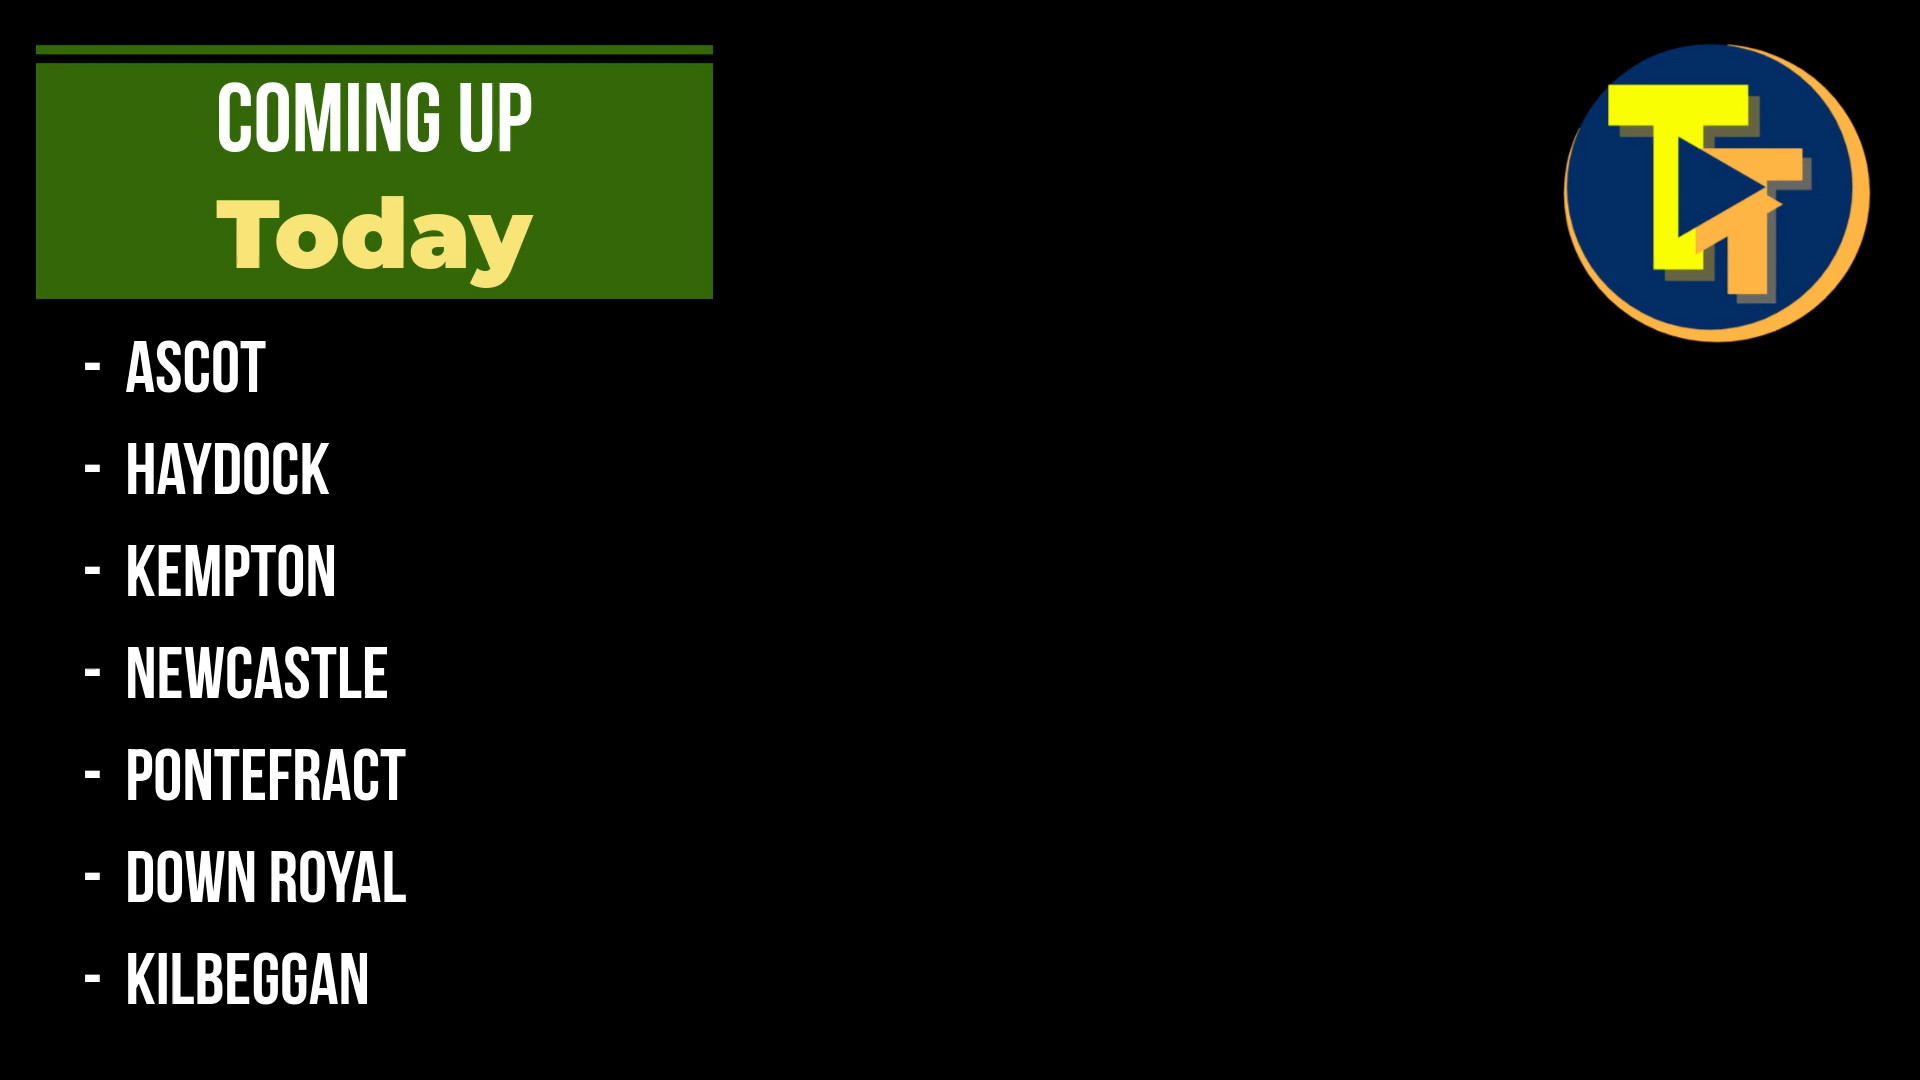 COMING UP
Today
- ASCOT
- HAYDOCK
- KEMPTON
- NEWCASTLE
- PONTEFRACT
- DOWN ROYAL
- KILBEGGAN